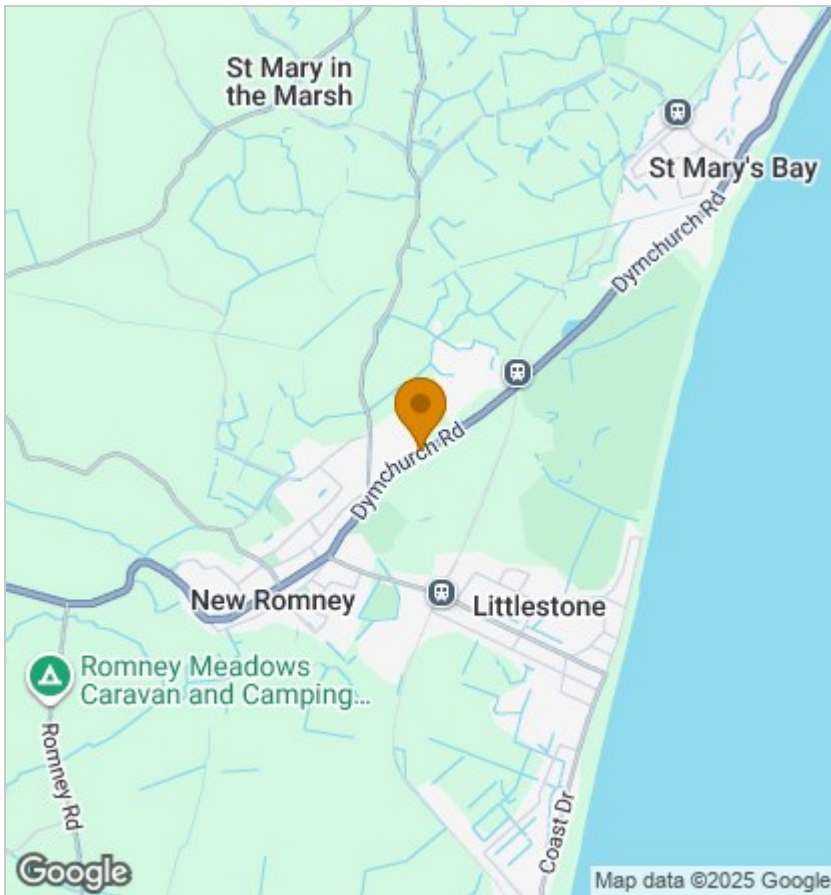 St Mary in
the Marsh
St Mary's Bay
Dymchurch Rd
Dymchurch Rd
New Romney
Littlestone
Romney Meadows
Caravan and Camping...
Romney Rd
Coast Dr
Google
Map data ©2025 Google